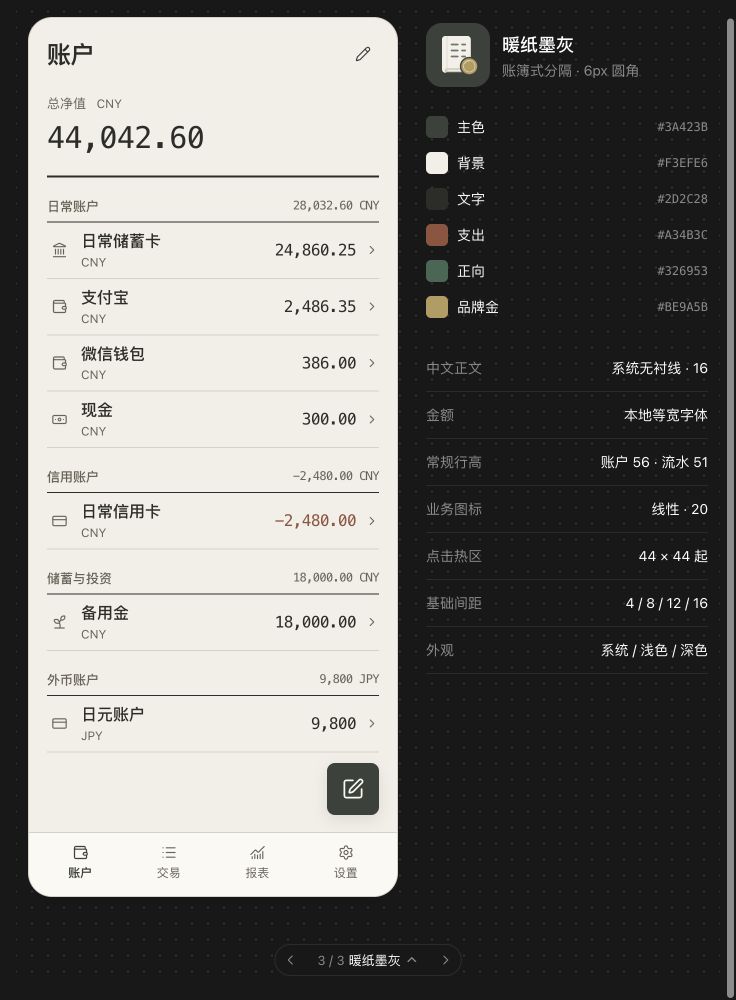 账户
总净值 CNY
44,042.60
日常账户 28,032.60 CNY
日常储蓄卡
CNY
24,860.25
支付宝
CNY
2,486.35
微信钱包
CNY
386.00
现金
CNY
300.00
信用账户 −2,480.00 CNY
日常信用卡
CNY
−2,480.00
储蓄与投资 18,000.00 CNY
备用金
CNY
18,000.00
外币账户 9,800 JPY
日元账户
JPY
9,800
账户 交易 报表 设置
暖纸墨灰
账簿式分隔 · 6px 圆角
主色 #3A423B
背景 #F3EFE6
文字 #2D2C28
支出 #A34B3C
正向 #326953
品牌金 #BE9A5B
中文正文 系统无衬线 · 16
金额 本地等宽字体
常规行高 账户 56 · 流水 51
业务图标 线性 · 20
点击热区 44 × 44 起
基础间距 4 / 8 / 12 / 16
外观 系统 / 浅色 / 深色
3 / 3 暖纸墨灰